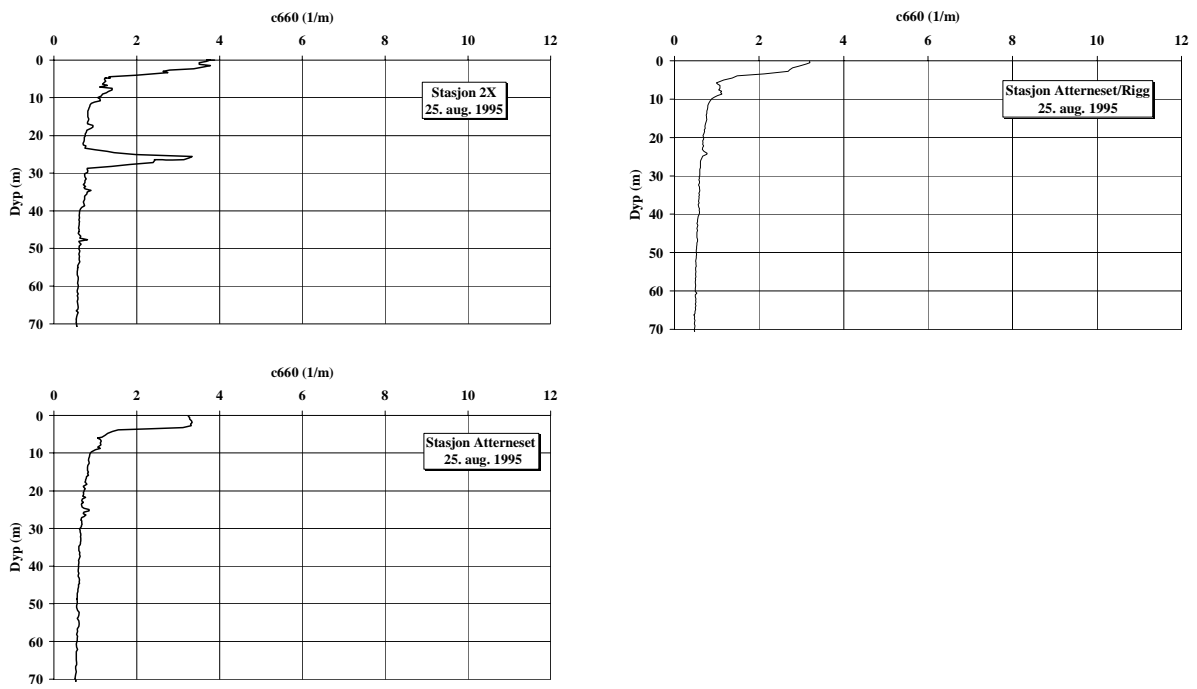 c660 (1/m)
0 2 4 6 8 10 12
0
10
20
30
40
50
60
70
Dyp (m)
Stasjon 2X
25. aug. 1995
c660 (1/m)
0 2 4 6 8 10 12
0
10
20
30
40
50
60
70
Dyp (m)
Stasjon Atterneset/Rigg
25. aug. 1995
c660 (1/m)
0 2 4 6 8 10 12
0
10
20
30
40
50
60
70
Dyp (m)
Stasjon Atterneset
25. aug. 1995